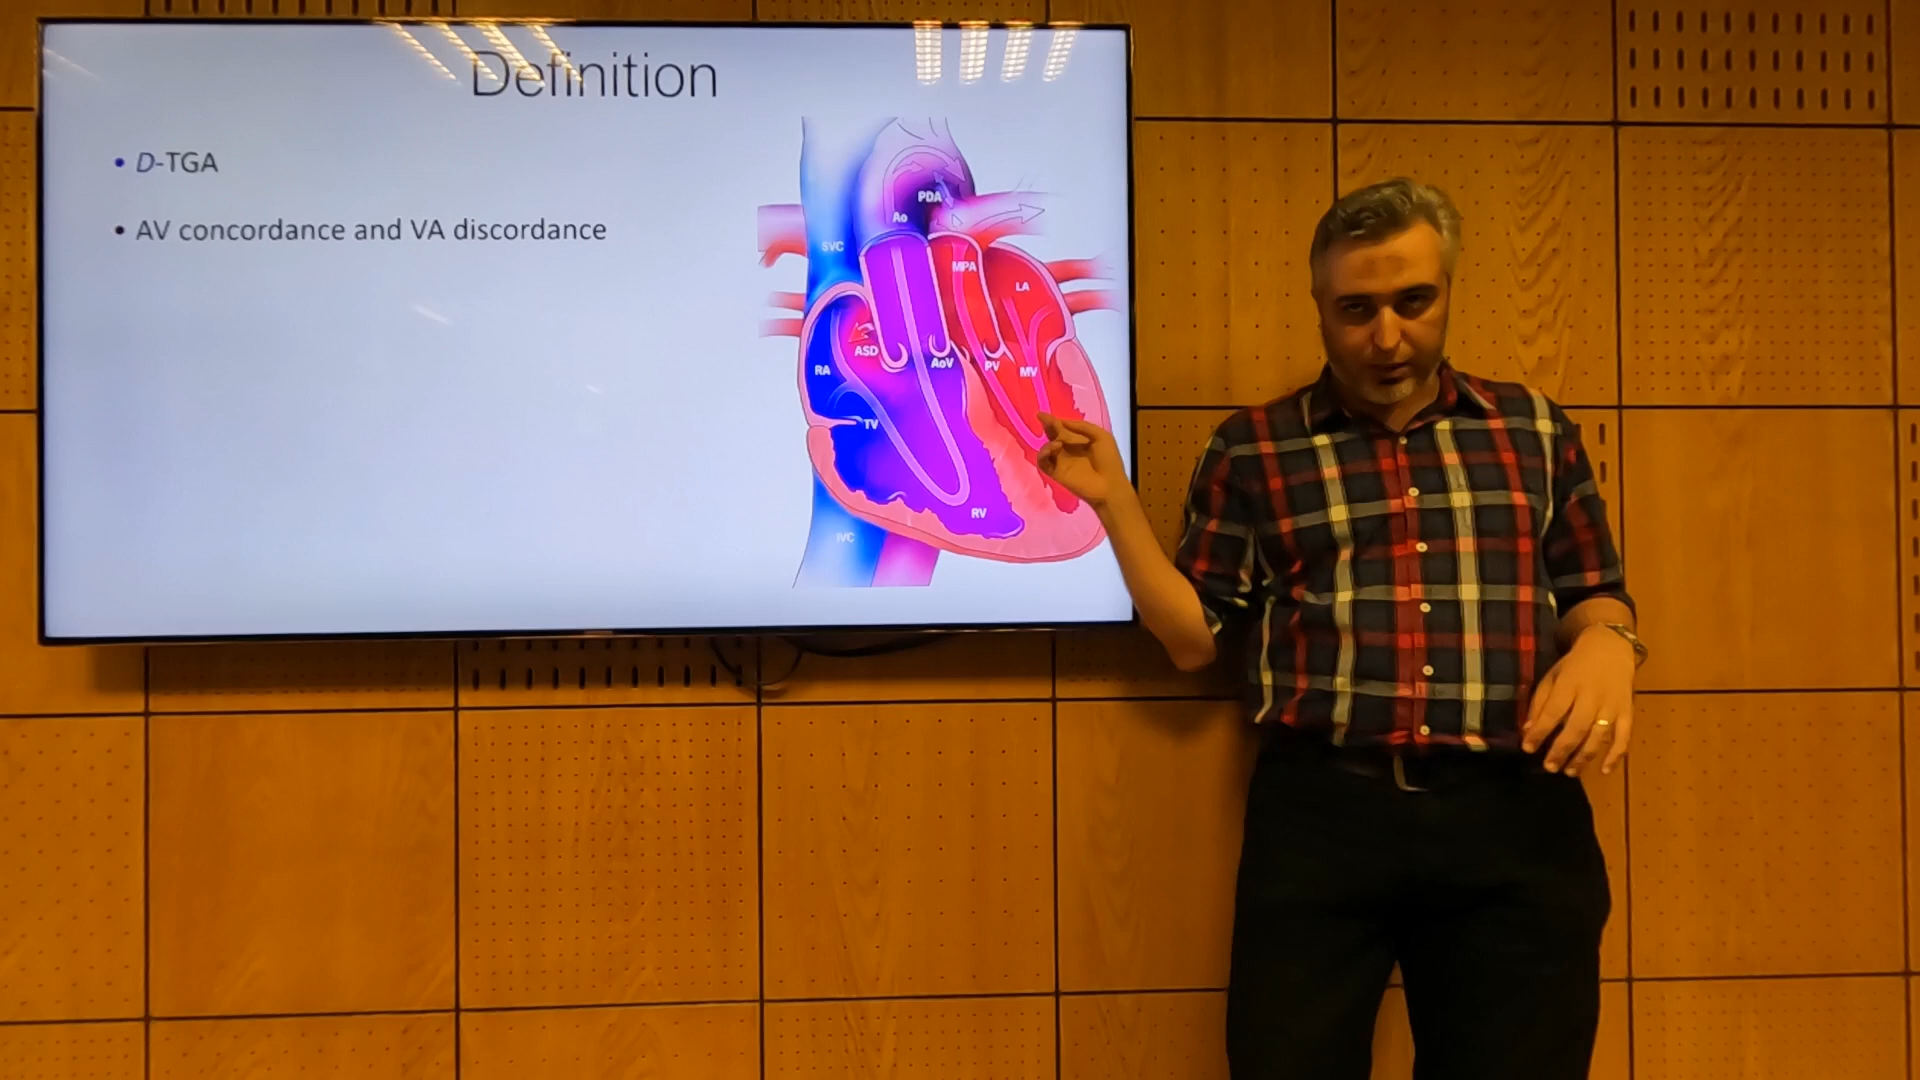 Definition
• D-TGA
• AV concordance and VA discordance
PDA
Ao
SVC
MPA
LA
ASD
AoV
PV
MV
RA
TV
RV
IVC